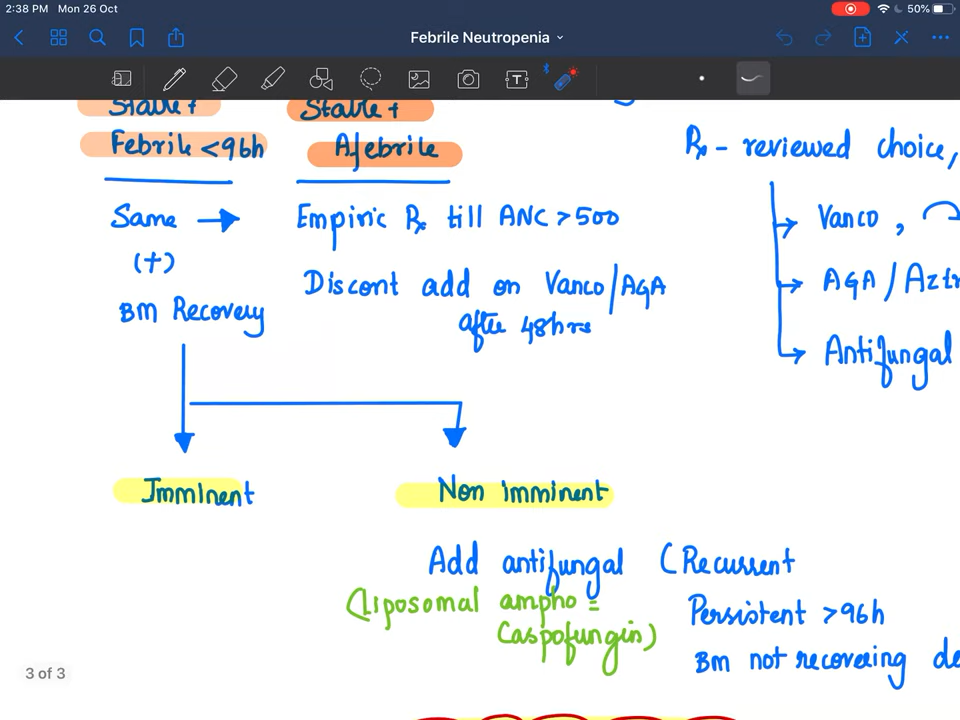 2:38 PM Mon 26 Oct
50%
Febrile Neutropenia
Stable +
Febrile <96h
Stable +
Afebrile
Same →
(+)
BM Recovery
Empiric Rx till ANC >500
Discont add on Vanco/AGA
after 48hrs
Rx - reviewed choice,
→ Vanco ,
→ AGA / Aztr
→ Antifungal
Imminent
Non imminent
Add antifungal (Recurrent
(Liposomal ampho =
Caspofungin)
Persistent >96h
BM not recovering de
3 of 3